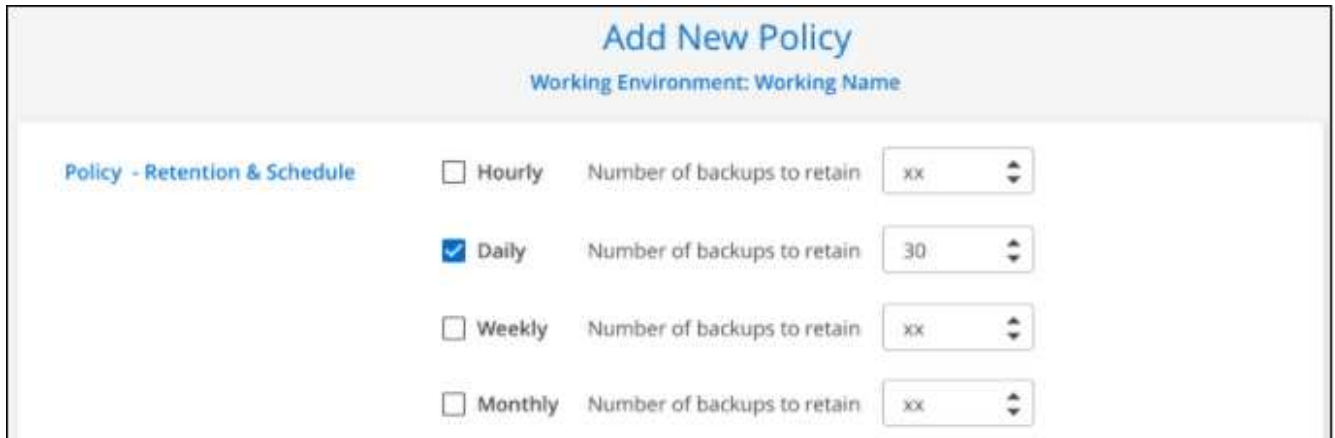 Add New Policy
Working Environment: Working Name
Policy - Retention & Schedule Hourly Number of backups to retain xx
Daily Number of backups to retain 30
Weekly Number of backups to retain xx
Monthly Number of backups to retain xx